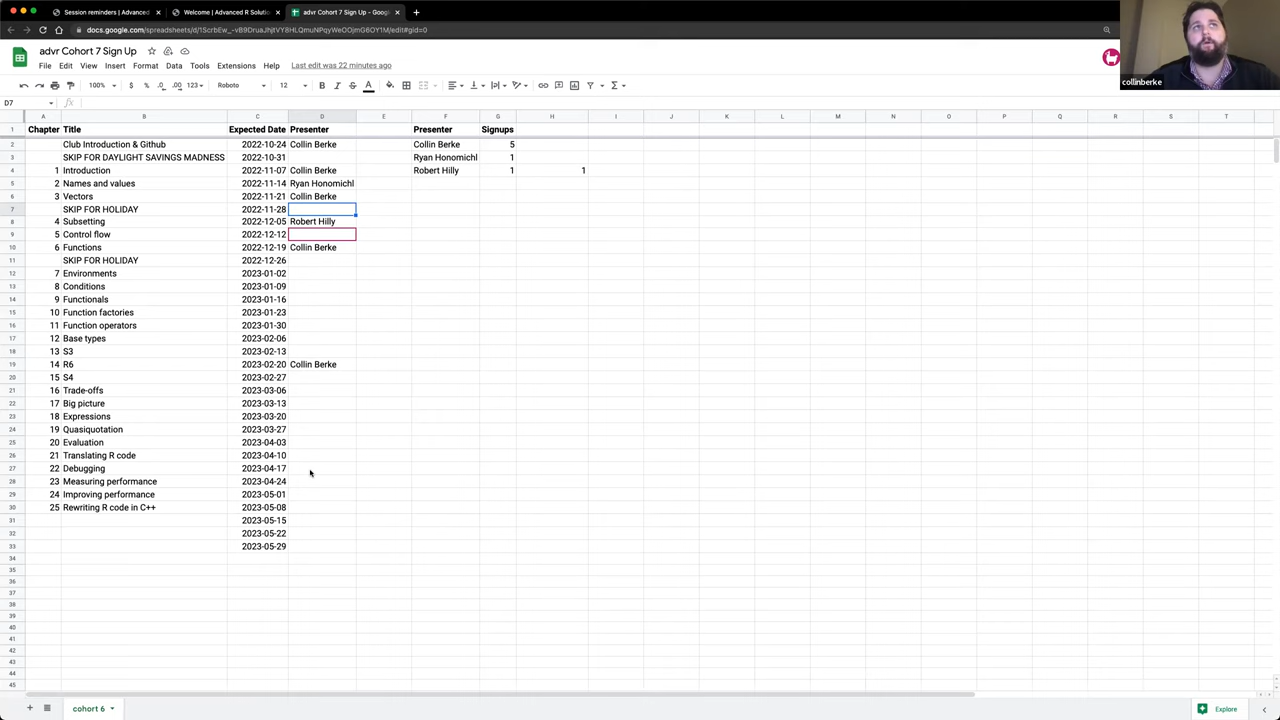 Session reminders | Advanced
Welcome | Advanced R Soluti
advr Cohort 7 Sign Up - Goog
advr Cohort 7 Sign Up
File Edit View Insert Format Data Tools Extensions Help Last edit was 22 minutes ago
100% $ % .0 .00 123 Roboto 12 B I S A
D7 fx
A B C D E F G H I J K L M N O P Q R S T
1 Chapter Title Expected Date Presenter Presenter Signups
2 Club Introduction & Github 2022-10-24 Collin Berke Collin Berke 5
3 SKIP FOR DAYLIGHT SAVINGS MADNESS 2022-10-31 Ryan Honomichl 1
4 1 Introduction 2022-11-07 Collin Berke Robert Hilly 1 1
5 2 Names and values 2022-11-14 Ryan Honomichl
6 3 Vectors 2022-11-21 Collin Berke
7 SKIP FOR HOLIDAY 2022-11-28
8 4 Subsetting 2022-12-05 Robert Hilly
9 5 Control flow 2022-12-12
10 6 Functions 2022-12-19 Collin Berke
11 SKIP FOR HOLIDAY 2022-12-26
12 7 Environments 2023-01-02
13 8 Conditions 2023-01-09
14 9 Functionals 2023-01-16
15 10 Function factories 2023-01-23
16 11 Function operators 2023-01-30
17 12 Base types 2023-02-06
18 13 S3 2023-02-13
19 14 R6 2023-02-20 Collin Berke
20 15 S4 2023-02-27
21 16 Trade-offs 2023-03-06
22 17 Big picture 2023-03-13
23 18 Expressions 2023-03-20
24 19 Quasiquotation 2023-03-27
25 20 Evaluation 2023-04-03
26 21 Translating R code 2023-04-10
27 22 Debugging 2023-04-17
28 23 Measuring performance 2023-04-24
29 24 Improving performance 2023-05-01
30 25 Rewriting R code in C++ 2023-05-08
31 2023-05-15
32 2023-05-22
33 2023-05-29
34
35
36
37
38
39
40
41
42
43
44
45
cohort 6
Explore
collinberke